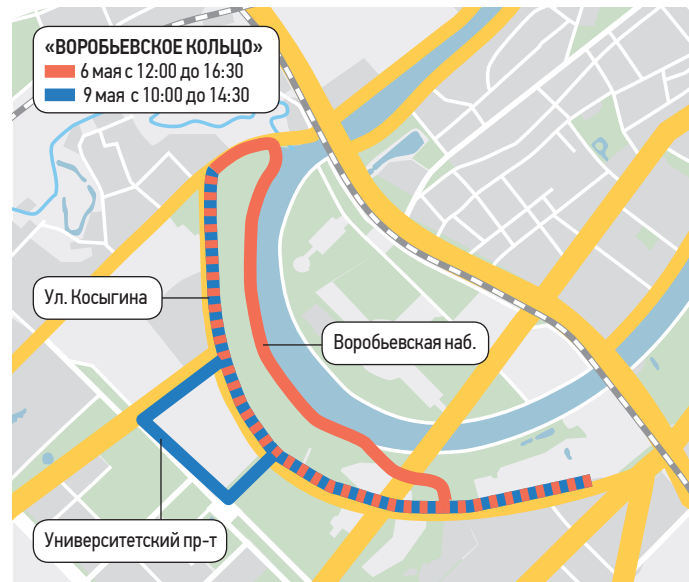 «ВОРОБЬЕВСКОЕ КОЛЬЦО»
6 мая с 12:00 до 16:30
9 мая с 10:00 до 14:30
Ул. Косыгина
Воробьевская наб.
Университетский пр-т